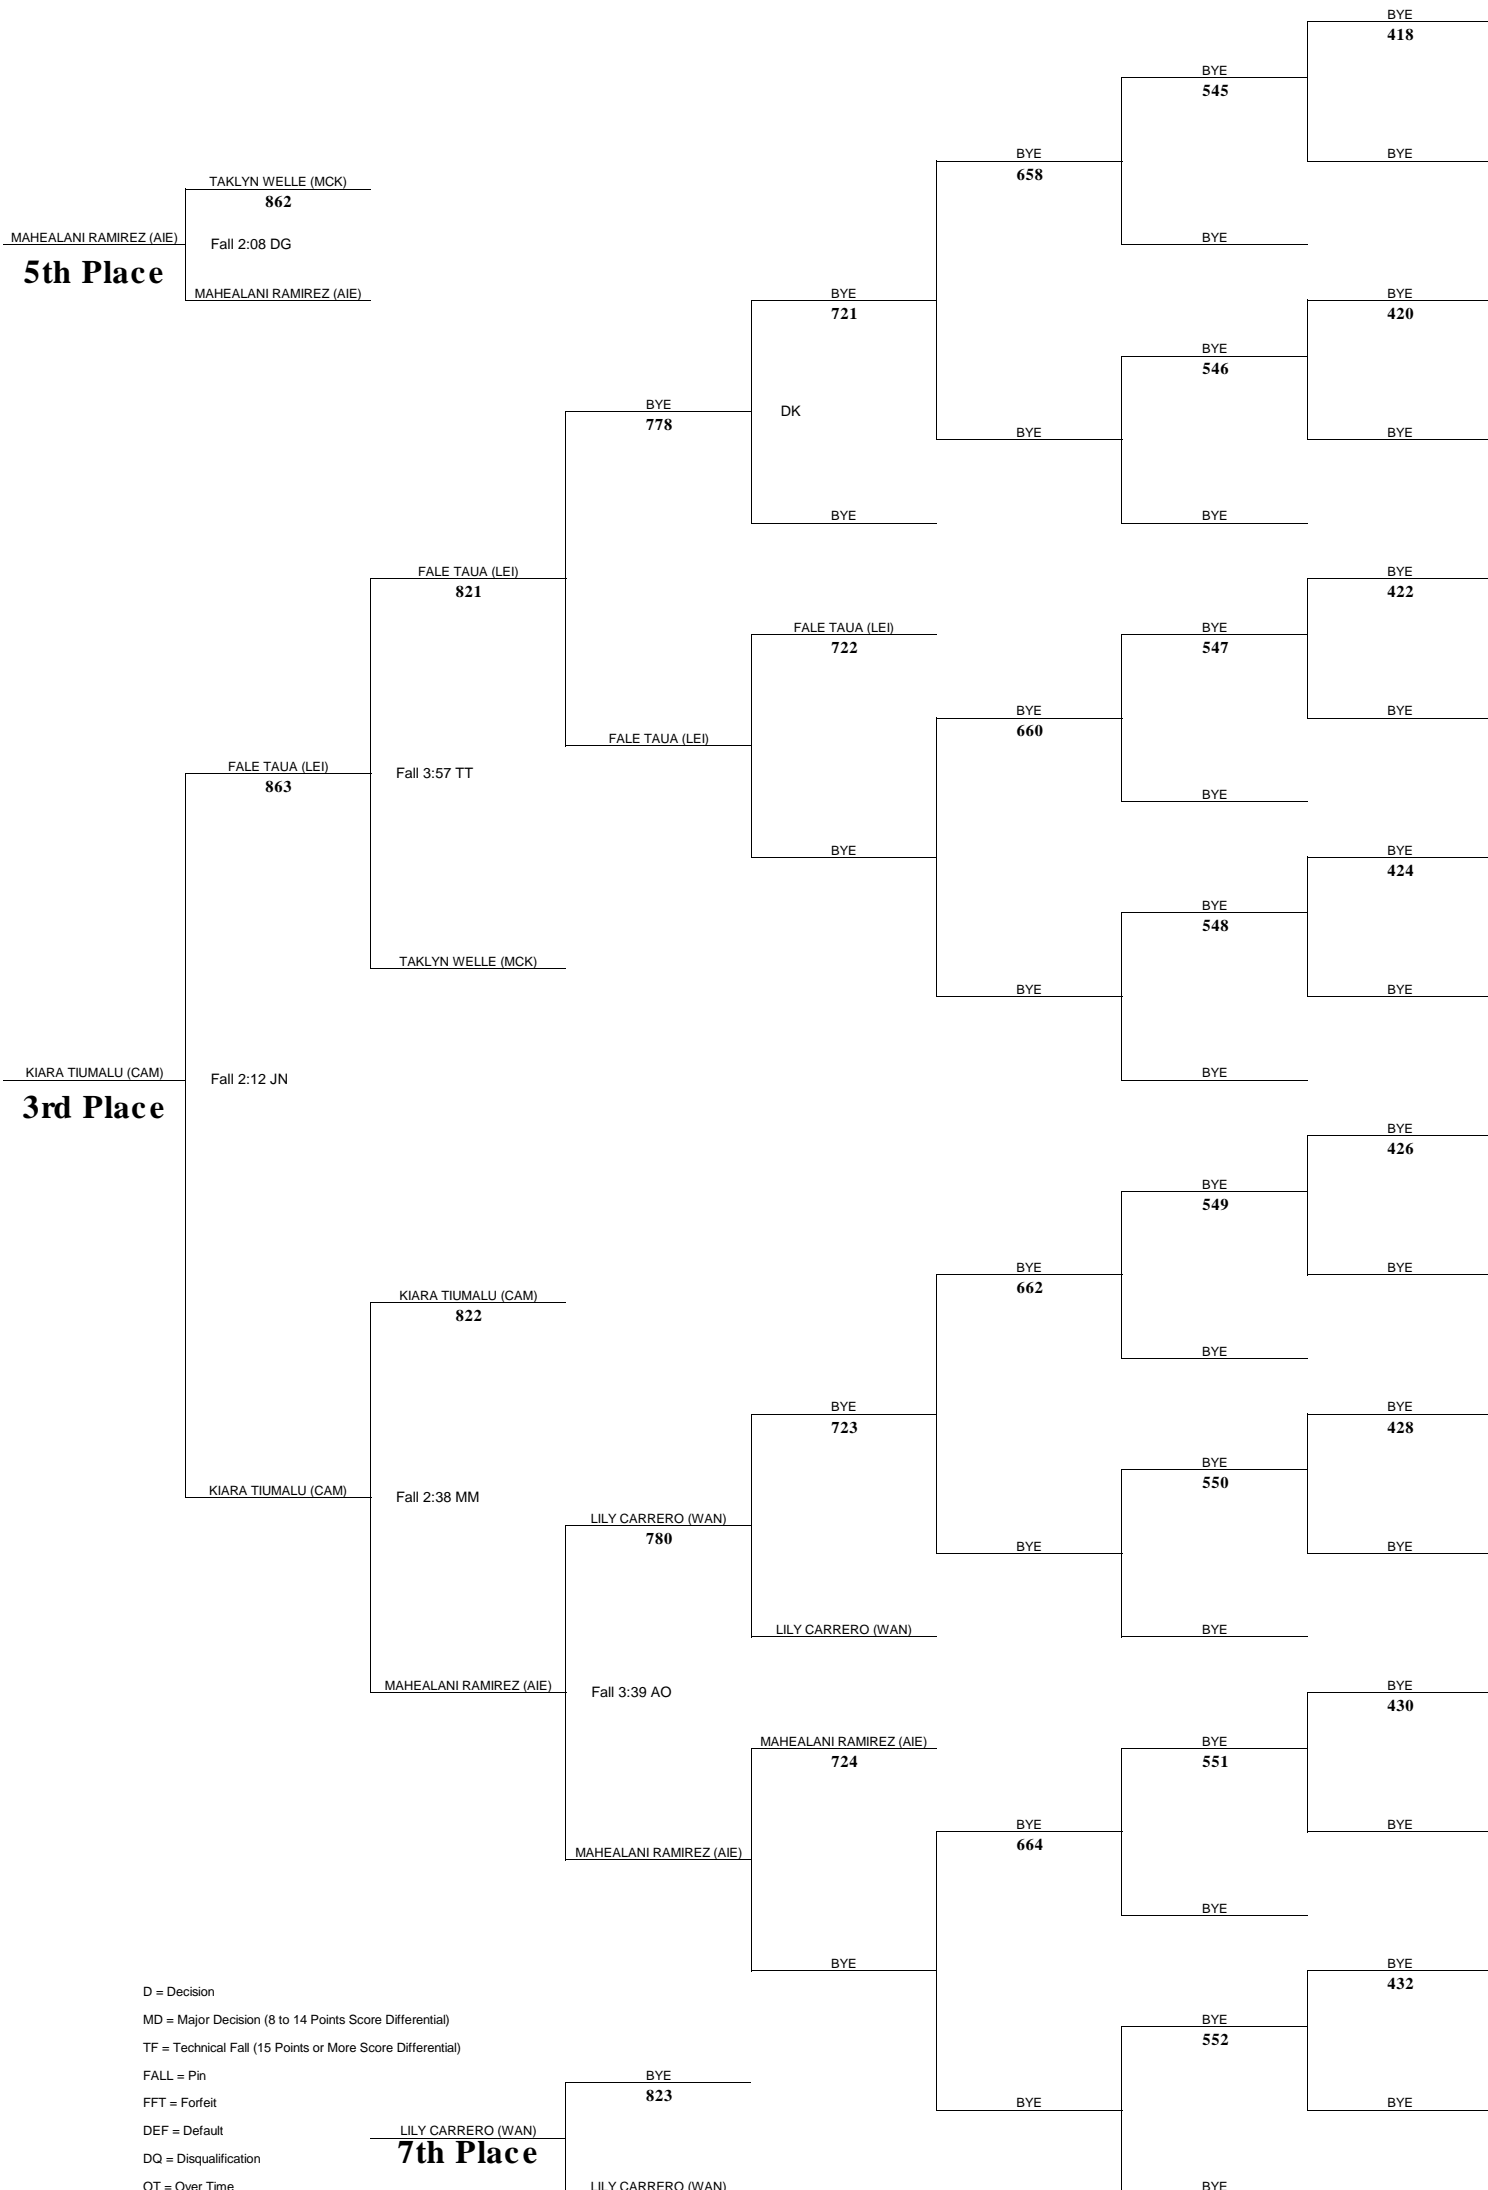 BYE
418
BYE
545
BYE
658
BYE
TAKLYN WELLE (MCK)
862
MAHEALANI RAMIREZ (AIE)
Fall 2:08 DG
BYE
5th Place
MAHEALANI RAMIREZ (AIE)
BYE
721
BYE
420
BYE
546
BYE
778
DK
BYE
BYE
BYE
BYE
FALE TAUA (LEI)
821
BYE
422
FALE TAUA (LEI)
722
BYE
547
BYE
660
BYE
FALE TAUA (LEI)
FALE TAUA (LEI)
863
Fall 3:57 TT
BYE
BYE
BYE
424
BYE
548
TAKLYN WELLE (MCK)
BYE
BYE
KIARA TIUMALU (CAM)
Fall 2:12 JN
BYE
3rd Place
BYE
426
BYE
549
BYE
662
BYE
KIARA TIUMALU (CAM)
822
BYE
BYE
723
BYE
428
BYE
550
KIARA TIUMALU (CAM)
Fall 2:38 MM
LILY CARRERO (WAN)
780
BYE
BYE
LILY CARRERO (WAN)
BYE
MAHEALANI RAMIREZ (AIE)
Fall 3:39 AO
BYE
430
MAHEALANI RAMIREZ (AIE)
724
BYE
551
BYE
664
BYE
MAHEALANI RAMIREZ (AIE)
BYE
BYE
BYE
432
D = Decision
MD = Major Decision (8 to 14 Points Score Differential)
BYE
552
TF = Technical Fall (15 Points or More Score Differential)
FALL = Pin
BYE
823
FFT = Forfeit
BYE
BYE
DEF = Default
LILY CARRERO (WAN)
7th Place
DQ = Disqualification
OT = Over Time
LILY CARRERO (WAN)
BYE